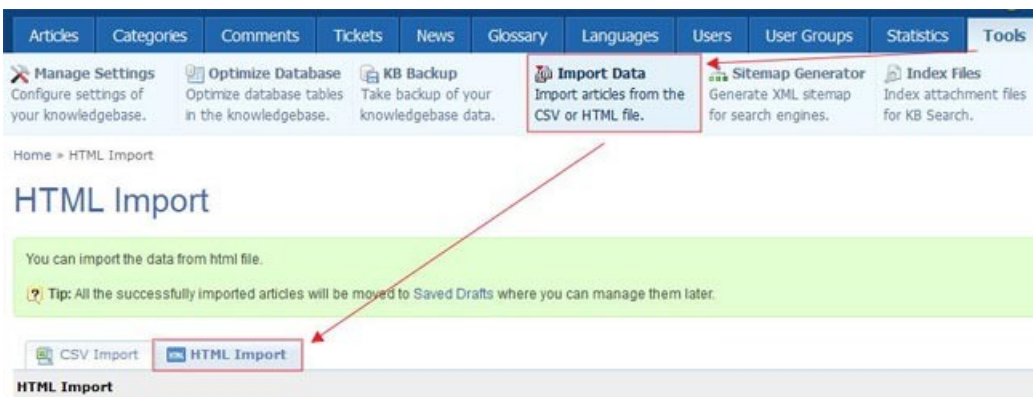 Articles Categories Comments Tickets News Glossary Languages Users User Groups Statistics Tools
Manage Settings
Configure settings of
your knowledgebase.
Optimize Database
Optimize database tables
in the knowledgebase.
KB Backup
Take backup of your
knowledgebase data.
Import Data
Import articles from the
CSV or HTML file.
Sitemap Generator
Generate XML sitemap
for search engines.
Index Files
Index attachment files
for KB Search.
Home » HTML Import
HTML Import
You can import the data from html file.
Tip: All the successfully imported articles will be moved to Saved Drafts where you can manage them later.
CSV Import HTML Import
HTML Import